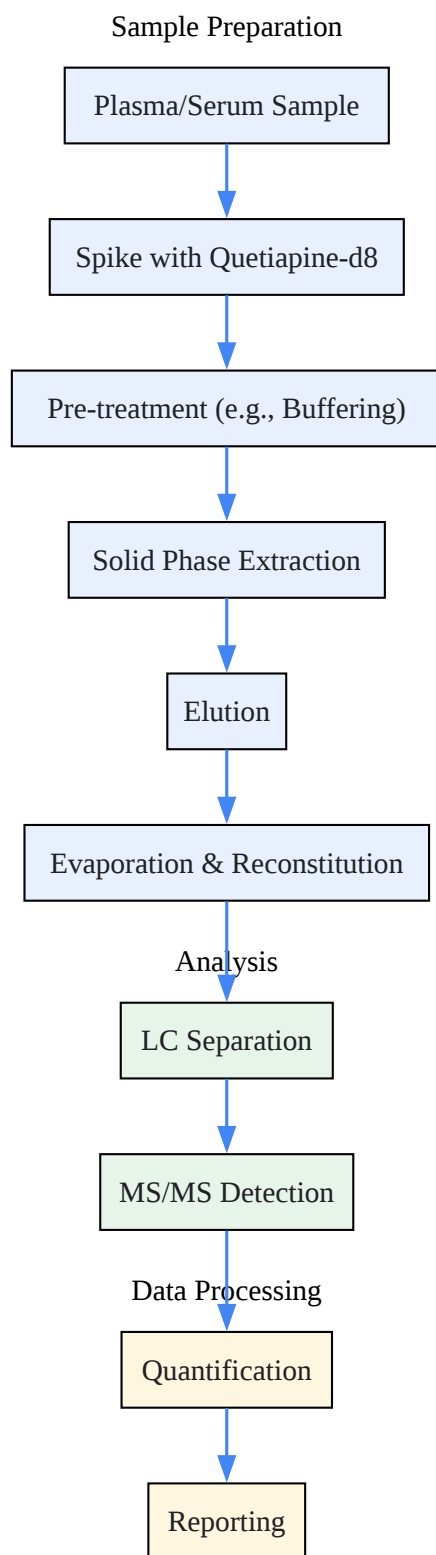 Sample Preparation
Plasma/Serum Sample
Spike with Quetiapine-d8
Pre-treatment (e.g., Buffering)
Solid Phase Extraction
Elution
Evaporation & Reconstitution
Analysis
LC Separation
MS/MS Detection
Data Processing
Quantification
Reporting